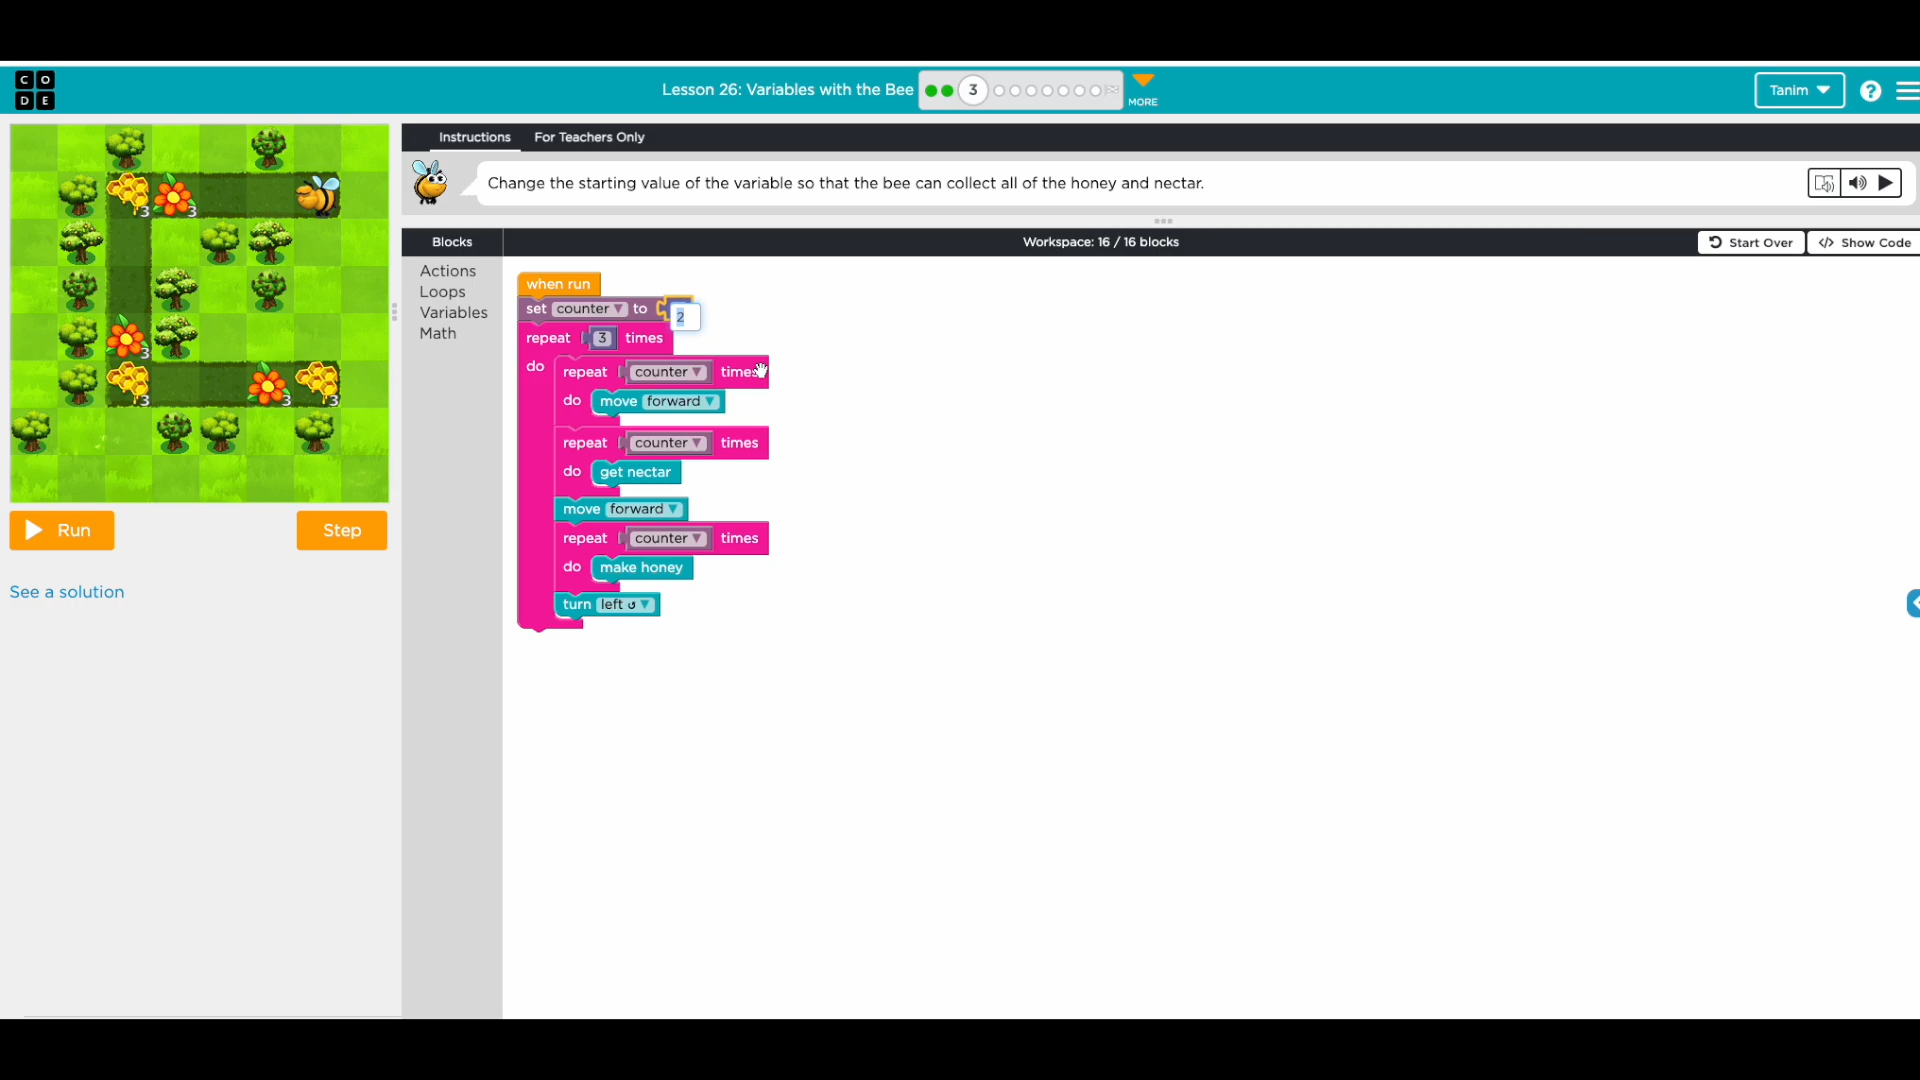 C O
D E
Lesson 26: Variables with the Bee
3
MORE
Tanim
?
3
3
3
3
3
3
Run
Step
See a solution
Instructions
For Teachers Only
Change the starting value of the variable so that the bee can collect all of the honey and nectar.
Blocks
Workspace: 16 / 16 blocks
Start Over
</> Show Code
Actions
Loops
Variables
Math
when run
set counter to 2
repeat 3 times
do repeat counter times
do move forward
repeat counter times
do get nectar
move forward
repeat counter times
do make honey
turn left ↺